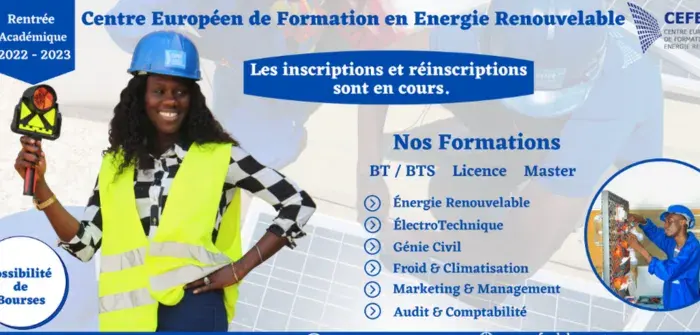 Rentrée
Académique
2022 - 2023
Centre Européen de Formation en Energie Renouvelable
Les inscriptions et réinscriptions
sont en cours.
Nos Formations
BT / BTS Licence Master
Énergie Renouvelable
ÉlectroTechnique
Génie Civil
Froid & Climatisation
Marketing & Management
Audit & Comptabilité
de
Bourses